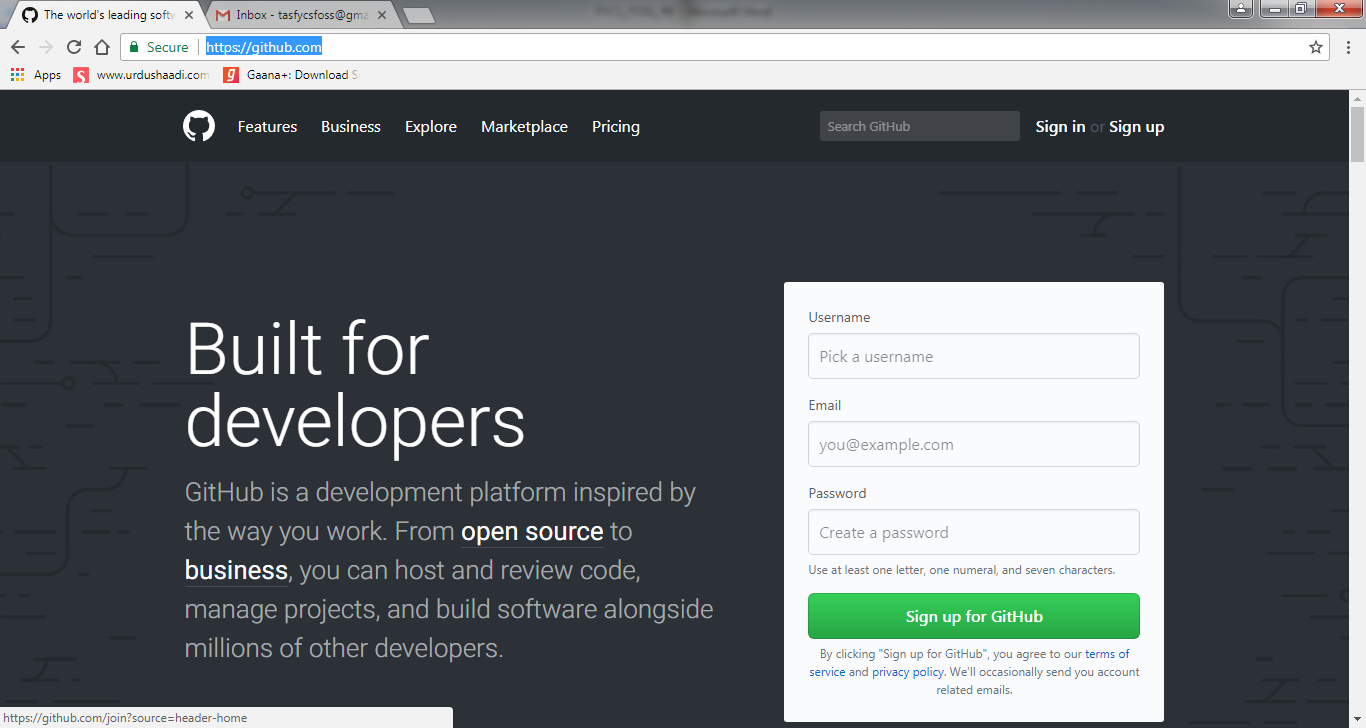 The world's leading softw
Inbox - tasfycsfoss@gma
Secure
https://github.com
Apps
www.urdushaadi.com
Gaana+: Download S
Features
Business
Explore
Marketplace
Pricing
Search GitHub
Sign in or Sign up
Built for
developers
GitHub is a development platform inspired by
the way you work. From open source to
business, you can host and review code,
manage projects, and build software alongside
millions of other developers.
Username
Pick a username
Email
you@example.com
Password
Create a password
Use at least one letter, one numeral, and seven characters.
Sign up for GitHub
By clicking "Sign up for GitHub", you agree to our terms of
service and privacy policy. We'll occasionally send you account
related emails.
https://github.com/join?source=header-home